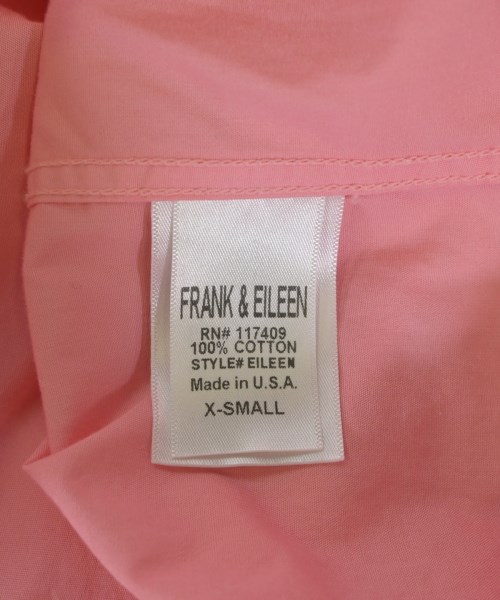 FRANK & EILEEN
RN# 117409
100% COTTON
STYLE# EILEEN
Made in U.S.A.
X-SMALL